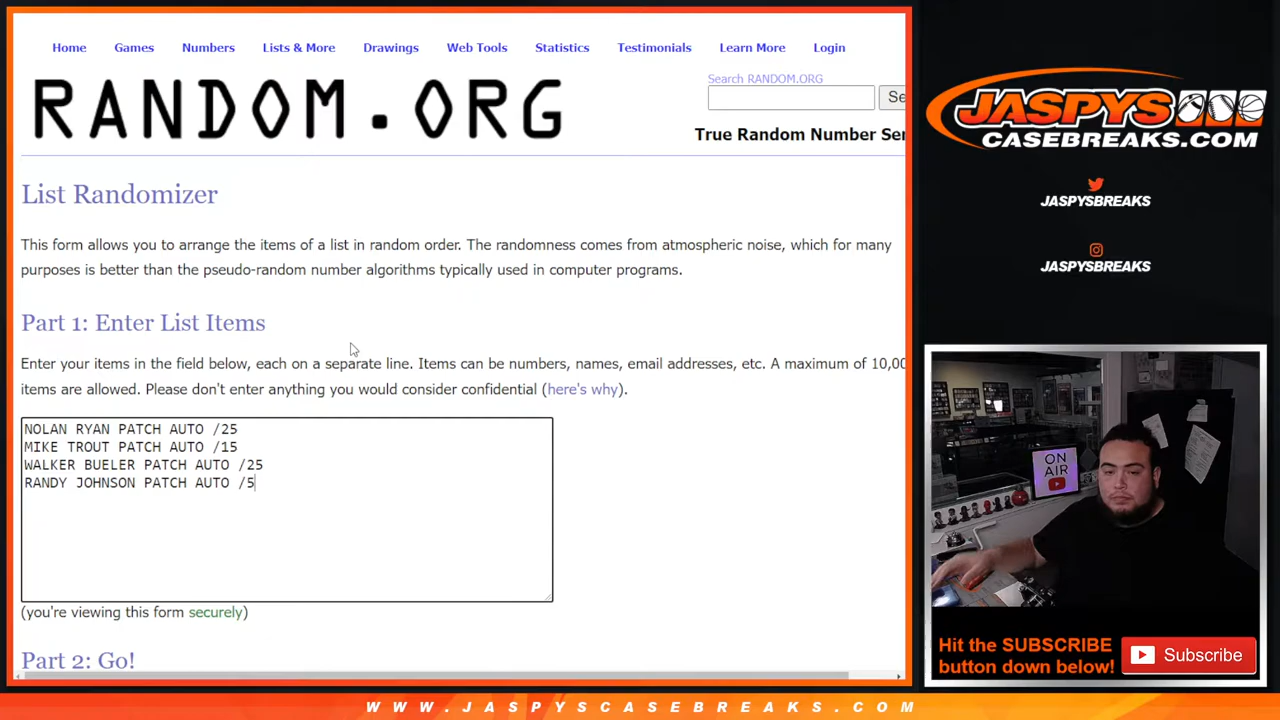 Home Games Numbers Lists & More Drawings Web Tools Statistics Testimonials Learn More Login
RANDOM.ORG
Search RANDOM.ORG
Se
True Random Number Ser
List Randomizer
This form allows you to arrange the items of a list in random order. The randomness comes from atmospheric noise, which for many
purposes is better than the pseudo-random number algorithms typically used in computer programs.
Part 1: Enter List Items
Enter your items in the field below, each on a separate line. Items can be numbers, names, email addresses, etc. A maximum of 10,00
items are allowed. Please don't enter anything you would consider confidential (here's why).
NOLAN RYAN PATCH AUTO /25
MIKE TROUT PATCH AUTO /15
WALKER BUELER PATCH AUTO /25
RANDY JOHNSON PATCH AUTO /5
(you're viewing this form securely)
Part 2: Go!
JASPYS
CASEBREAKS.COM
JASPYSBREAKS
JASPYSBREAKS
ON
AIR
Hit the SUBSCRIBE
button down below!
Subscribe
WWW.JASPYSCASEBREAKS.COM